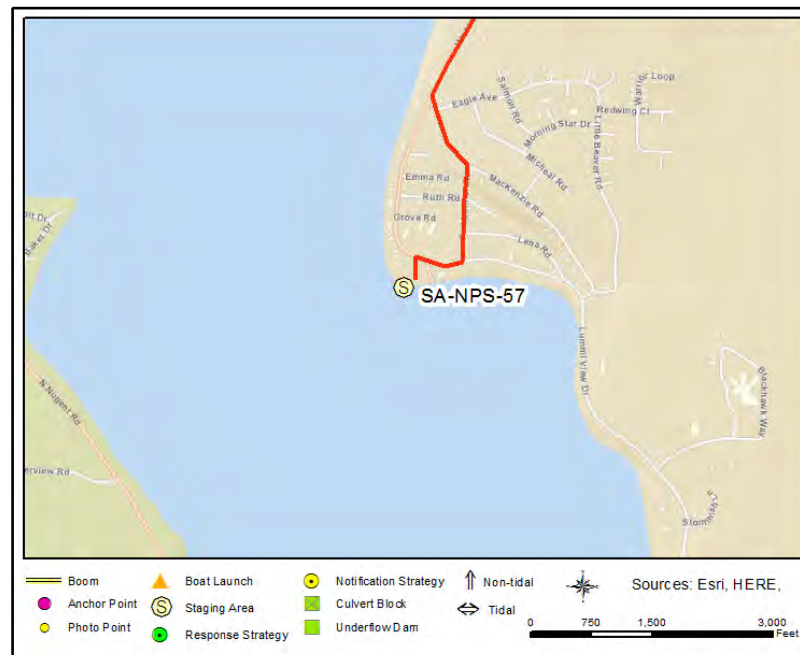 Eagle Ave
Salmon Rd
Loop
Redwing Ct
Morning Star Dr
Little Beaver Rd
Micheal Rd
Emma Rd
MacKenzie Rd
Ruth Rd
Grove Rd
Lena Rd
Baker Dr
SA-NPS-57
S
Lummi View Dr
N Nugent Rd
Blackhawk Way
erview Rd
Boom
Boat Launch
Notification Strategy
Non-tidal
Sources: Esri, HERE,
Anchor Point
S
Staging Area
Culvert Block
Tidal
Photo Point
Response Strategy
Underflow Dam
0 750 1,500 3,000
Feet